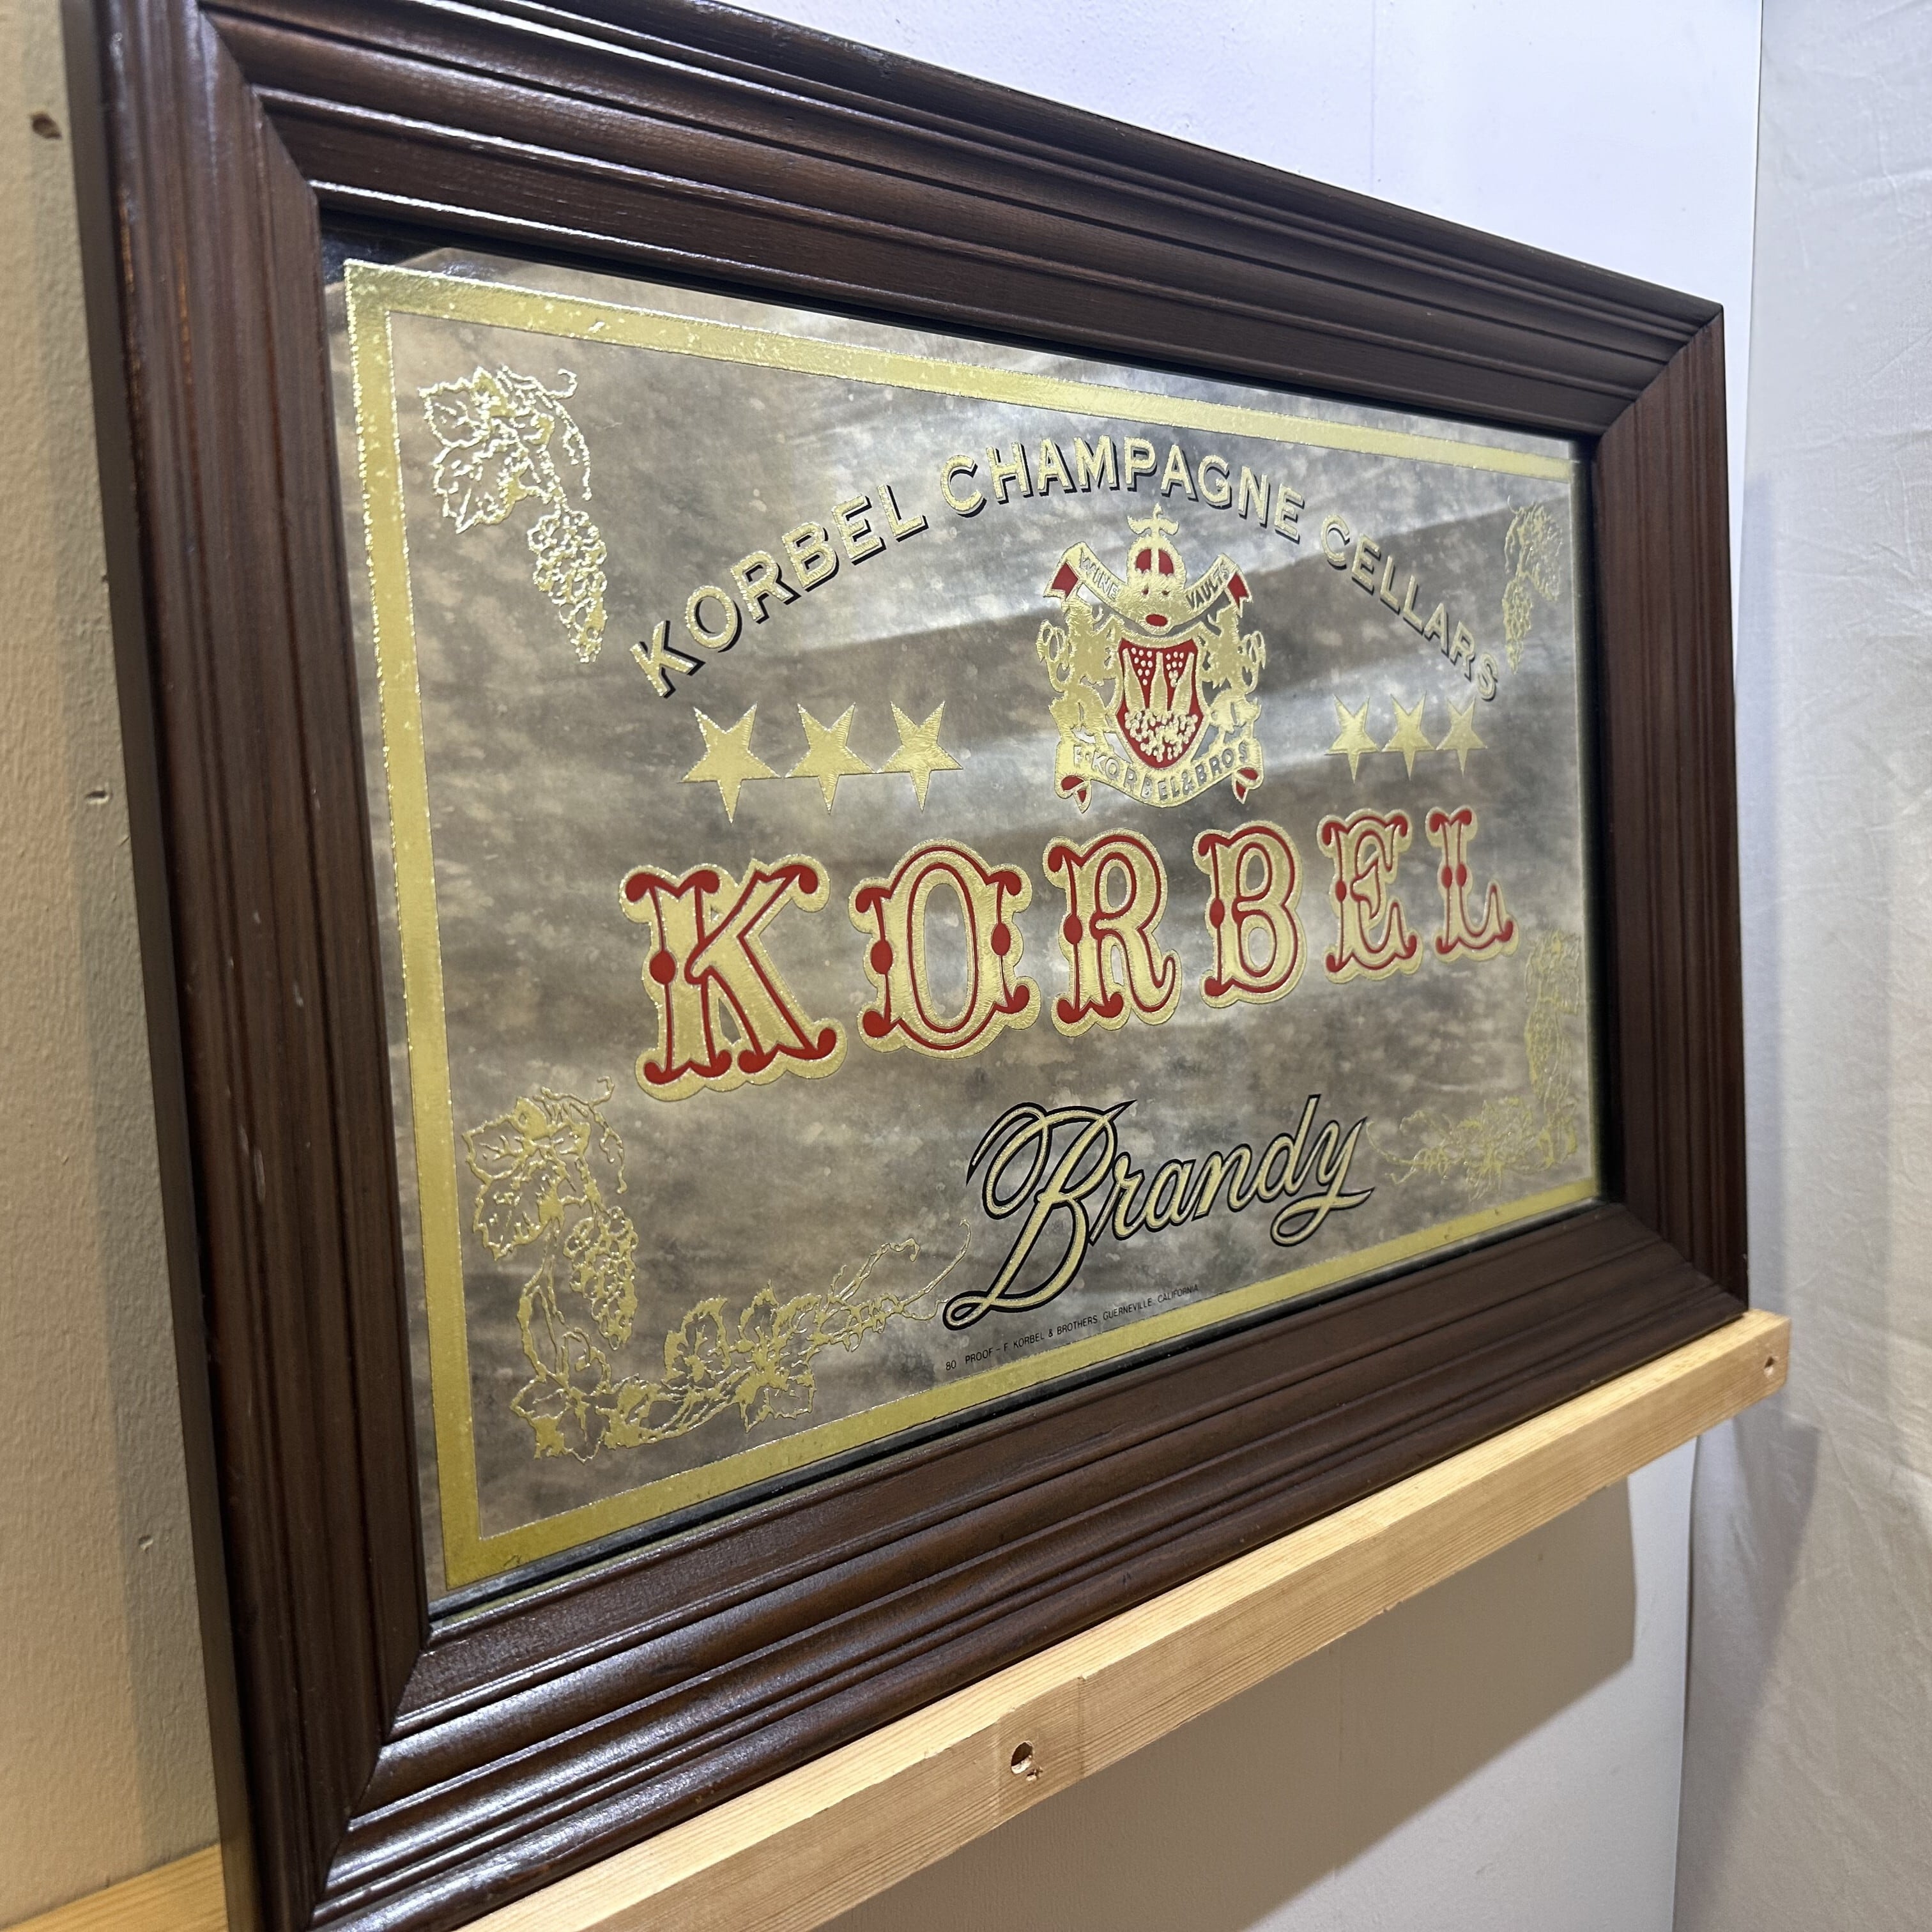 KORBEL CHAMPAGNE CELLARS
WINE VAULTS
F. KORBEL & BROS
KORBEL
Brandy
80 PROOF - F. KORBEL & BROTHERS GUERNEVILLE CALIFORNIA